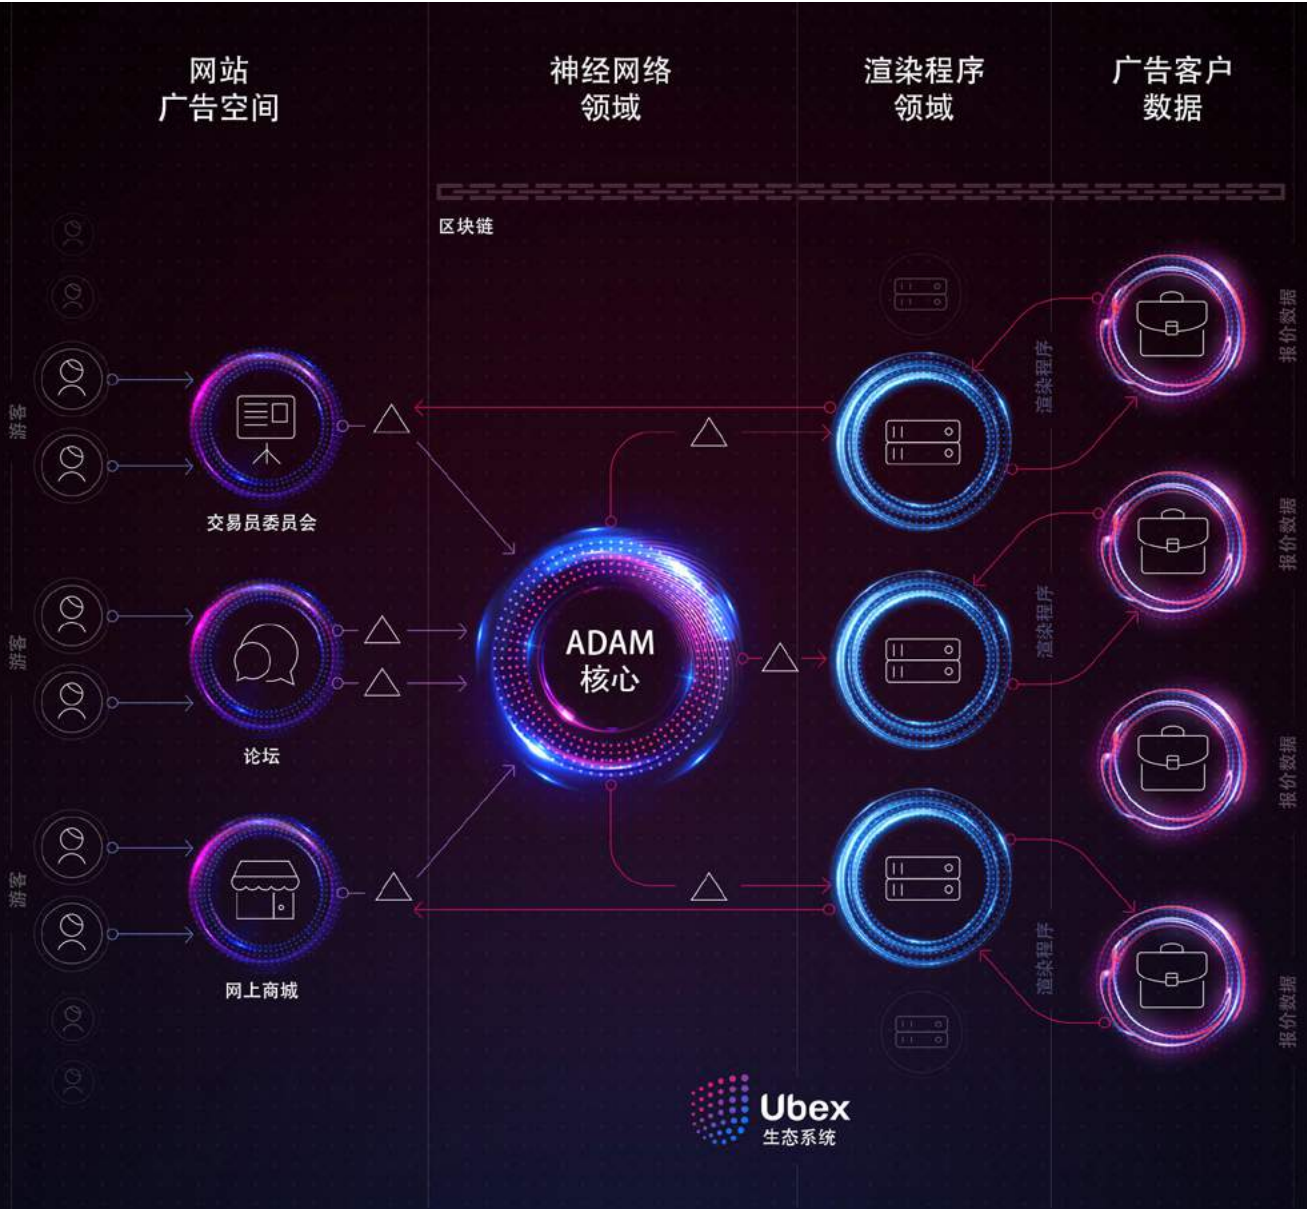 网站
广告空间
神经网络
领域
渲染程序
领域
广告客户
数据
区块链
游客
交易员委员会
游客
论坛
游客
网上商城
ADAM
核心
渲染程序
渲染程序
渲染程序
报价数据
报价数据
报价数据
报价数据
Ubex
生态系统